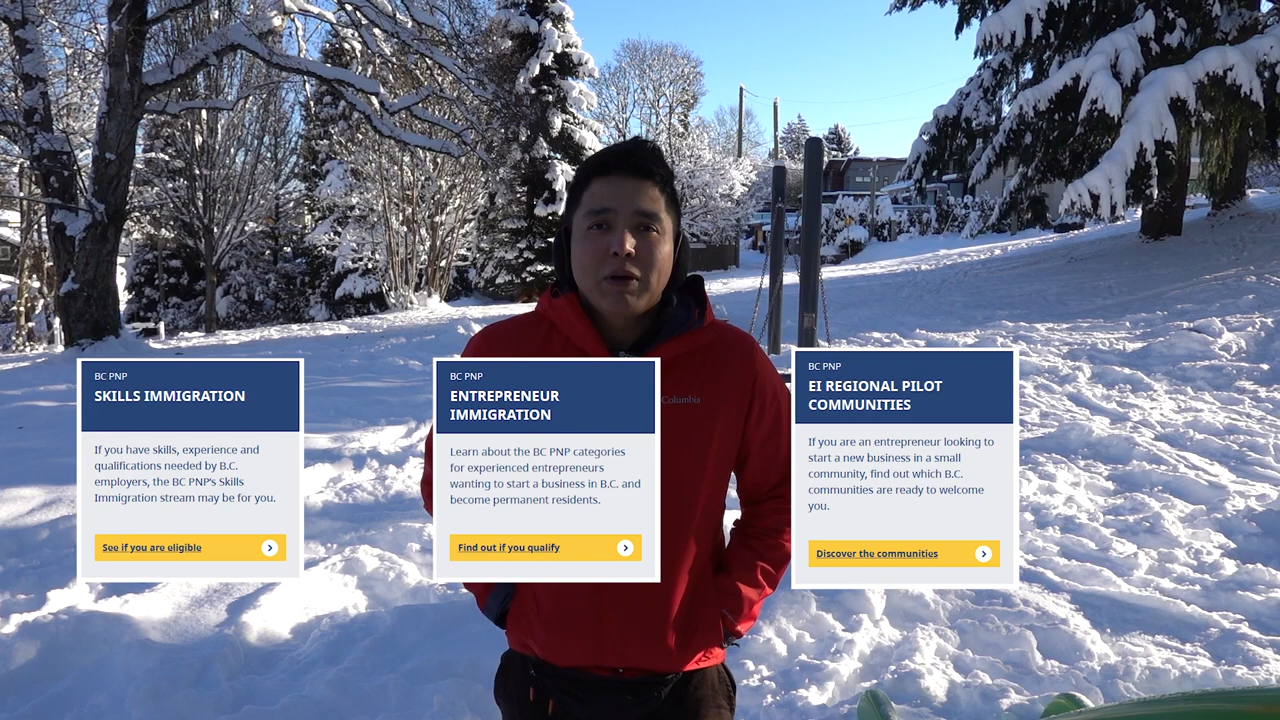 BC PNP
SKILLS IMMIGRATION
If you have skills, experience and
qualifications needed by B.C.
employers, the BC PNP's Skills
Immigration stream may be for you.
See if you are eligible
BC PNP
ENTREPRENEUR
IMMIGRATION
Learn about the BC PNP categories
for experienced entrepreneurs
wanting to start a business in B.C. and
become permanent residents.
Find out if you qualify
Columbia
BC PNP
EI REGIONAL PILOT
COMMUNITIES
If you are an entrepreneur looking to
start a new business in a small
community, find out which B.C.
communities are ready to welcome
you.
Discover the communities